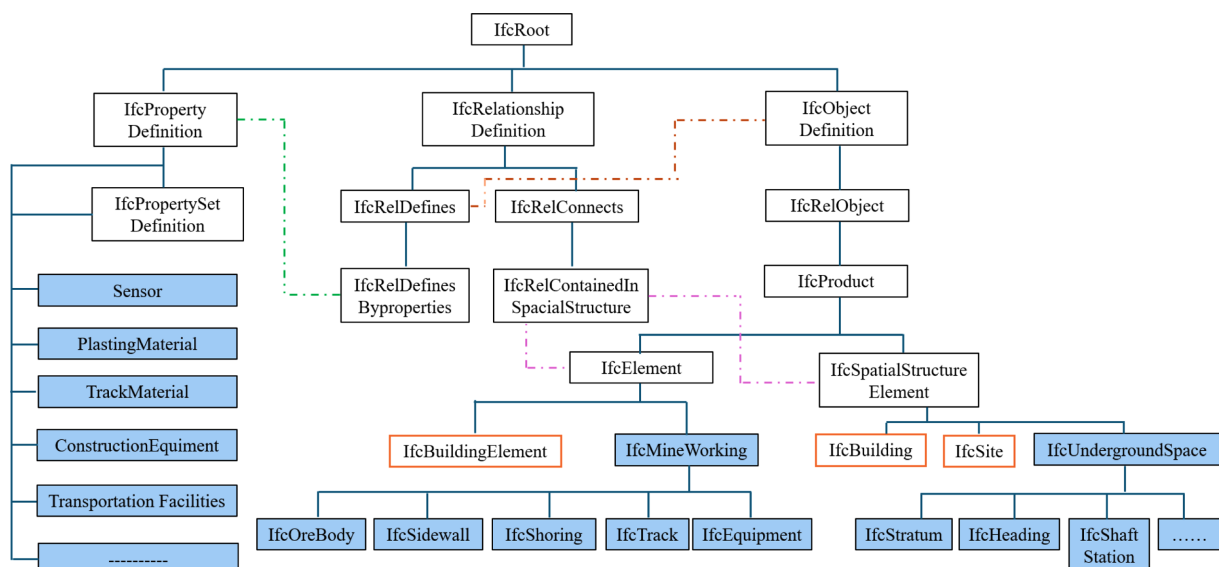 IfcRoot
IfcProperty
Definition
IfcRelationship
Definition
IfcObject
Definition
IfcPropertySet
Definition
IfcRelDefines
IfcRelConnects
IfcRelObject
IfcRelDefines
Byproperties
IfcRelContainedIn
SpacialStructure
IfcProduct
Sensor
PlastingMaterial
TrackMaterial
ConstructionEquiment
Transportation Facilities
----------
IfcElement
IfcSpatialStructure
Element
IfcBuildingElement
IfcMineWorking
IfcBuilding
IfcSite
IfcUndergroundSpace
IfcOreBody
IfcSidewall
IfcShoring
IfcTrack
IfcEquipment
IfcStratum
IfcHeading
IfcShaft
Station
……